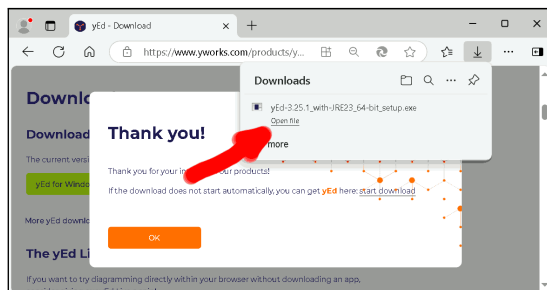 yEd - Download
https://www.yworks.com/products/y...
Downloads
yEd-3.25.1_with-JRE23_64-bit_setup.exe
Open file
more
Downlo
Thank you!
Download
Thank you for your in our products!
The current versi
If the download does not start automatically, you can get yEd here: start download
yEd for Windo
OK
More yEd downlo
The yEd Li
If you want to try diagramming directly within your browser without downloading an app,